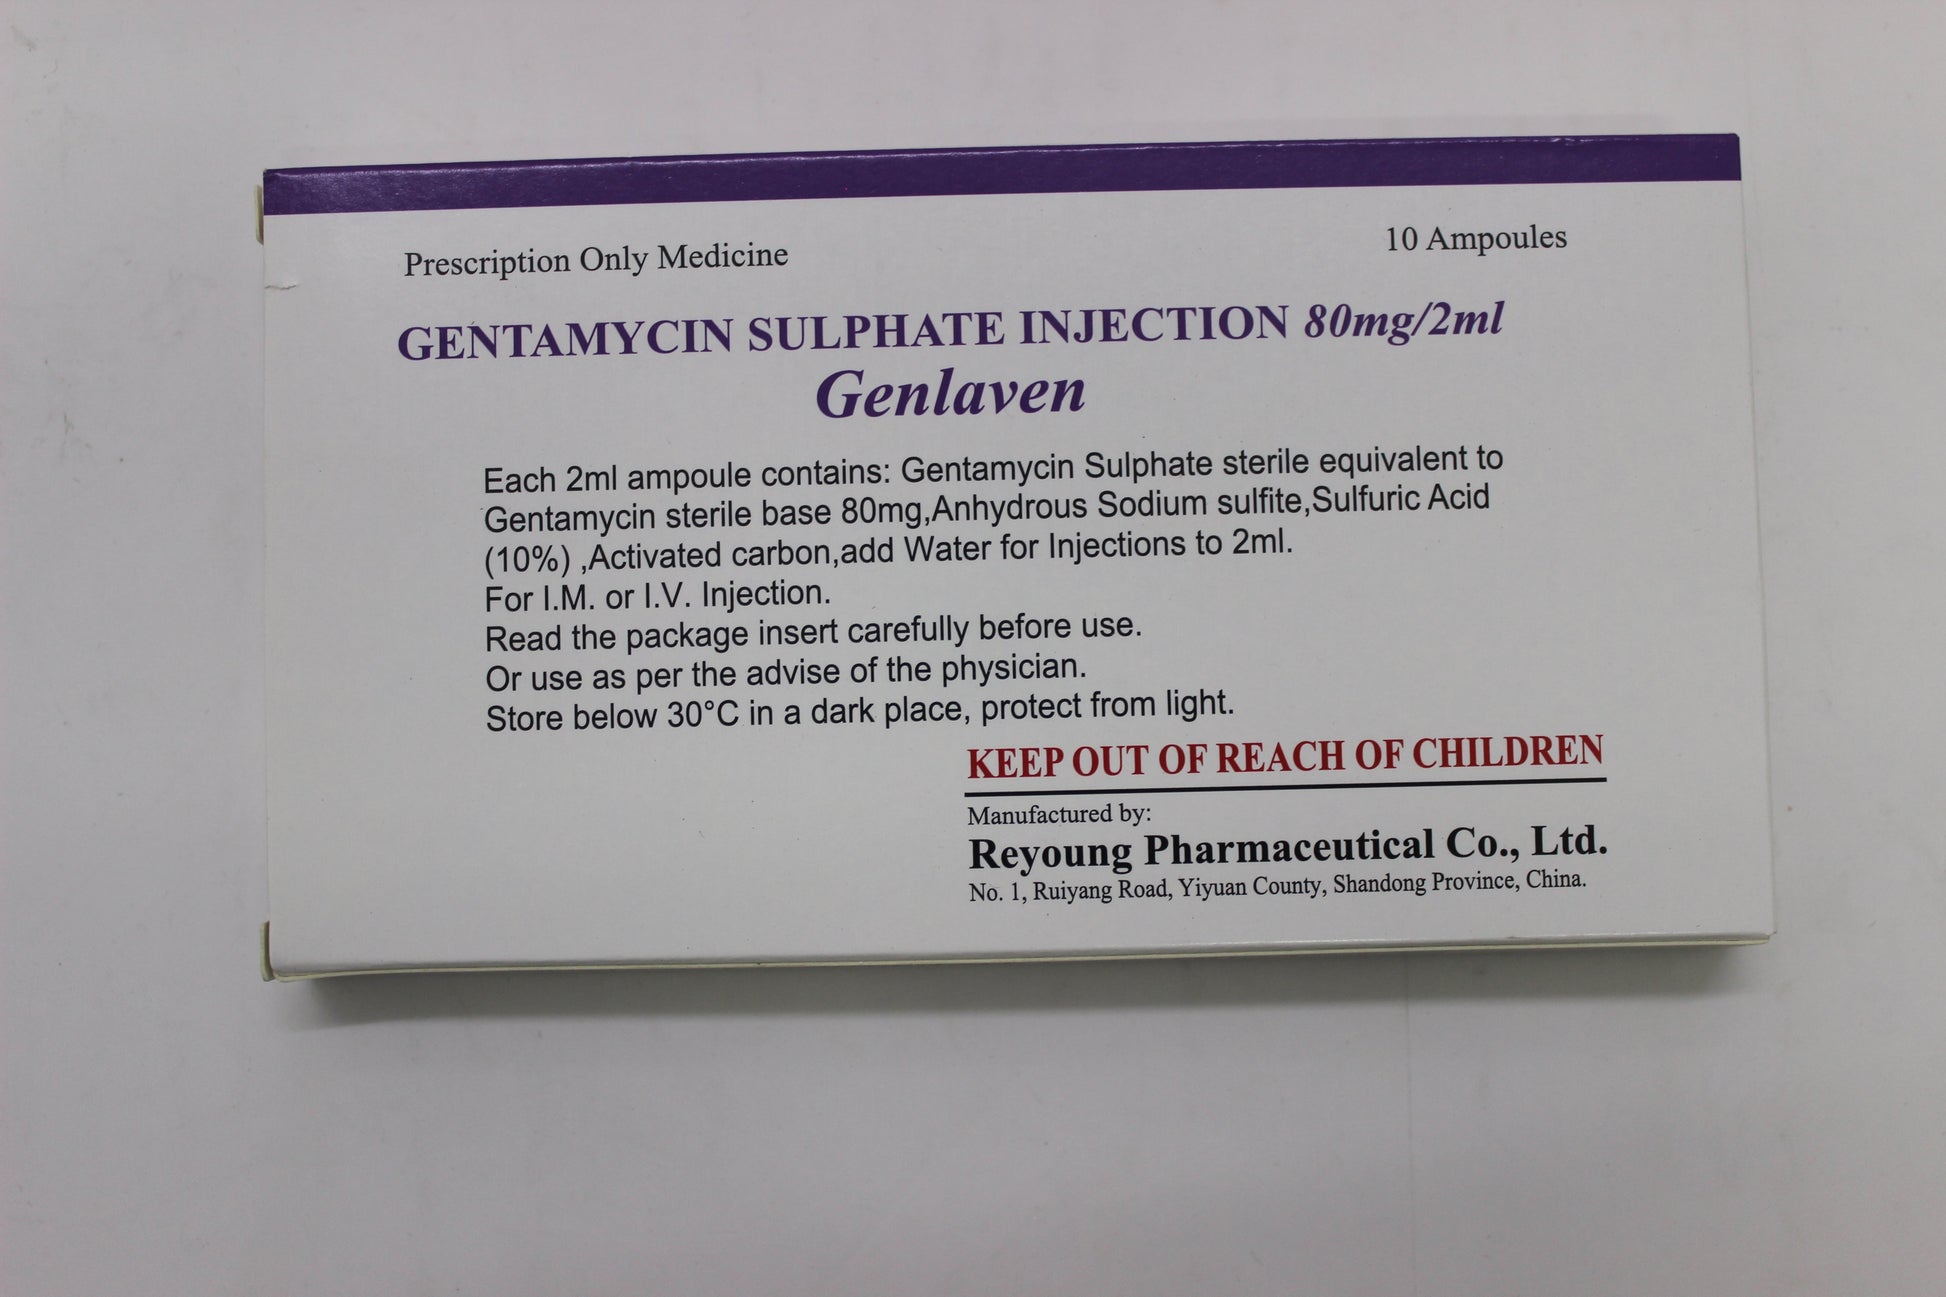 Prescription Only Medicine
10 Ampoules
GENTAMYCIN SULPHATE INJECTION 80mg/2ml
Genlaven
Each 2ml ampoule contains: Gentamycin Sulphate sterile equivalent to
Gentamycin sterile base 80mg,Anhydrous Sodium sulfite,Sulfuric Acid
(10%) ,Activated carbon,add Water for Injections to 2ml.
For I.M. or I.V. Injection.
Read the package insert carefully before use.
Or use as per the advise of the physician.
Store below 30°C in a dark place, protect from light.
KEEP OUT OF REACH OF CHILDREN
Manufactured by:
Reyoung Pharmaceutical Co., Ltd.
No. 1, Ruiyang Road, Yiyuan County, Shandong Province, China.